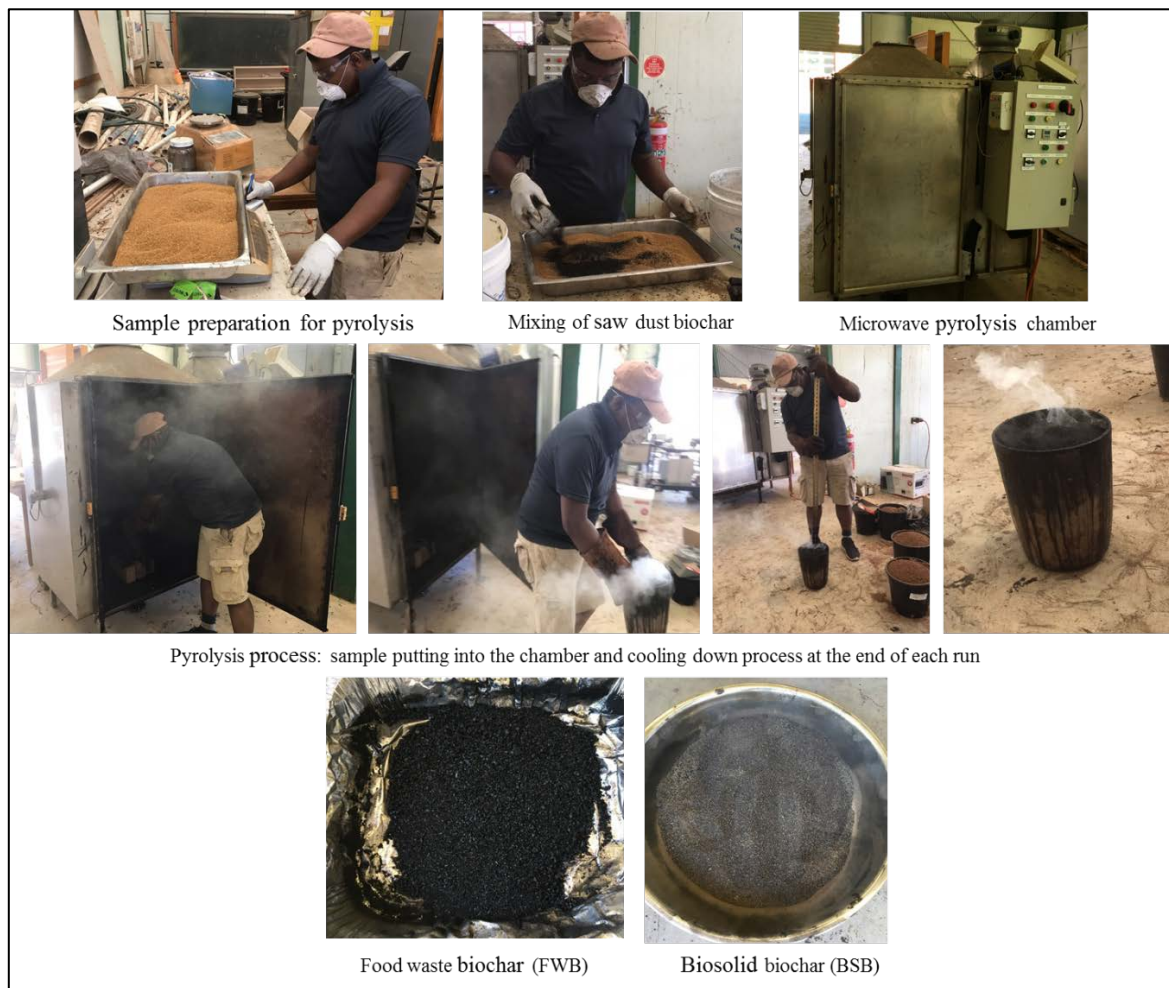 Sample preparation for pyrolysis
Mixing of saw dust biochar
Microwave pyrolysis chamber
Pyrolysis process: sample putting into the chamber and cooling down process at the end of each run
Food waste biochar (FWB)
Biosolid biochar (BSB)